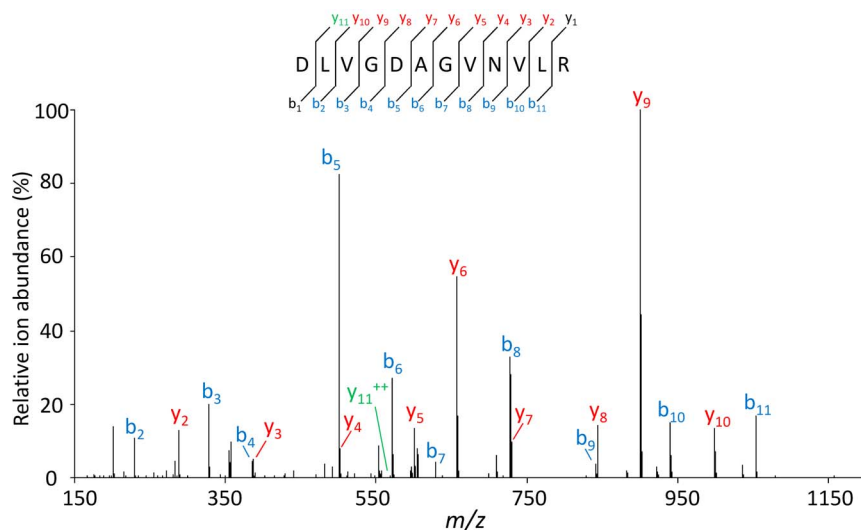 y11 y10 y9 y8 y7 y6 y5 y4 y3 y2 y1
D L V G D A G V N V L R
b1 b2 b3 b4 b5 b6 b7 b8 b9 b10 b11
Relative ion abundance (%)
100
80
60
40
20
0
b2
y2
b3
b4
y3
b5
y4
y11++
b6
y5
b7
y6
b8
y7
b9
y8
y9
b10
y10
b11
150 350 550 750 950 1150
m/z